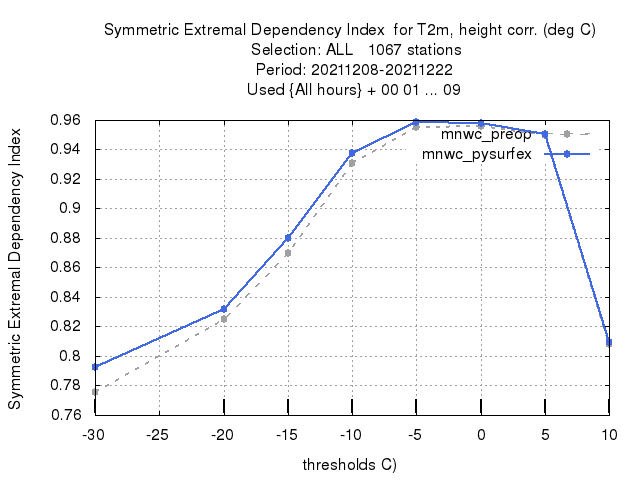 Symmetric Extremal Dependency Index  for T2m, height corr. (deg C)
Selection: ALL   1067 stations
Period: 20211208-20211222
Used {All hours} + 00 01 ... 09
Symmetric Extremal Dependency Index
0.96
0.94
0.92
0.9
0.88
0.86
0.84
0.82
0.8
0.78
0.76
mnwc_preop
mnwc_pysurfex
-30 -25 -20 -15 -10 -5 0 5 10
thresholds C)